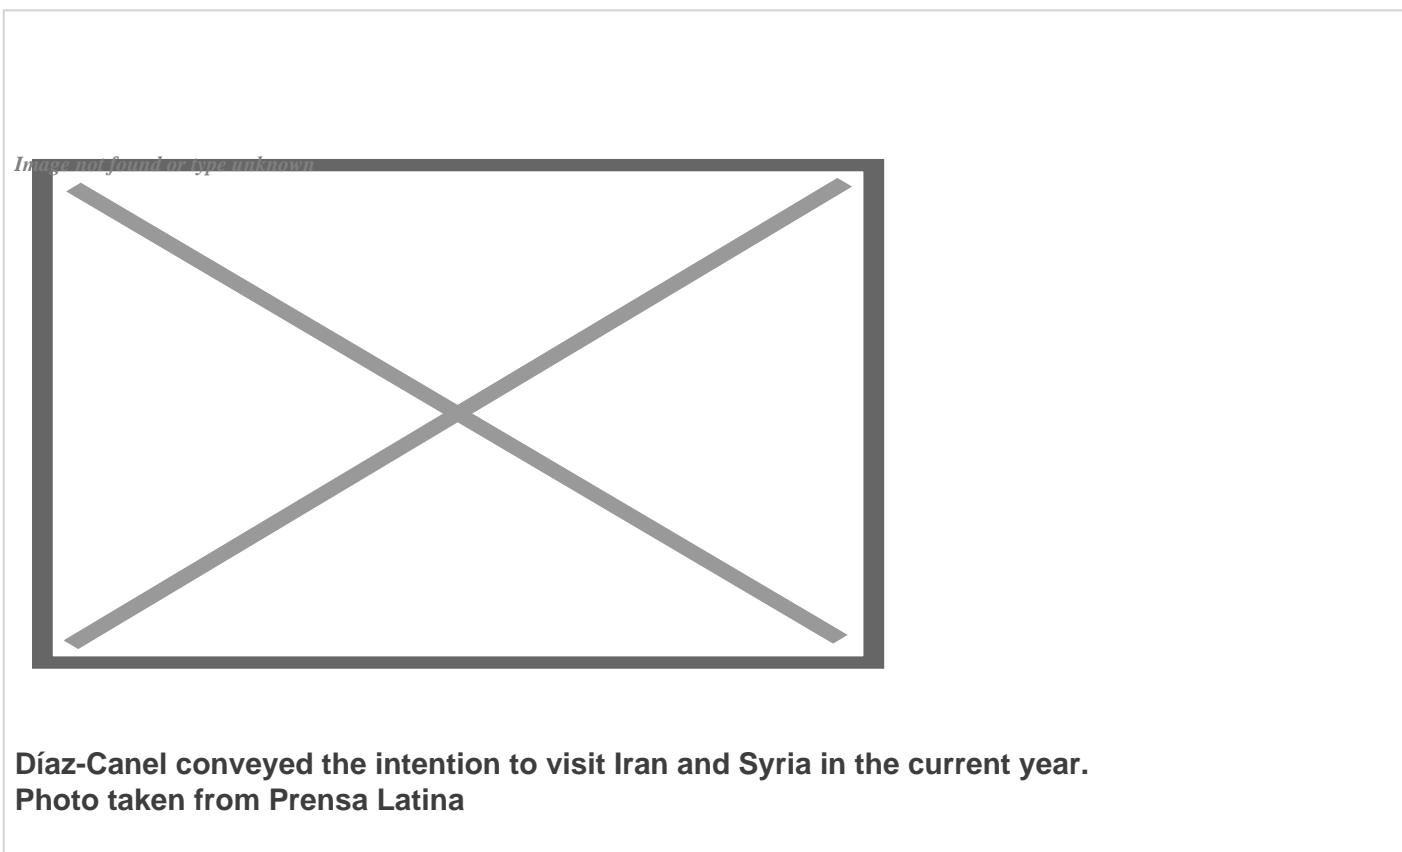 Image not found or type unknown
Díaz-Canel conveyed the intention to visit Iran and Syria in the current year.
Photo taken from Prensa Latina